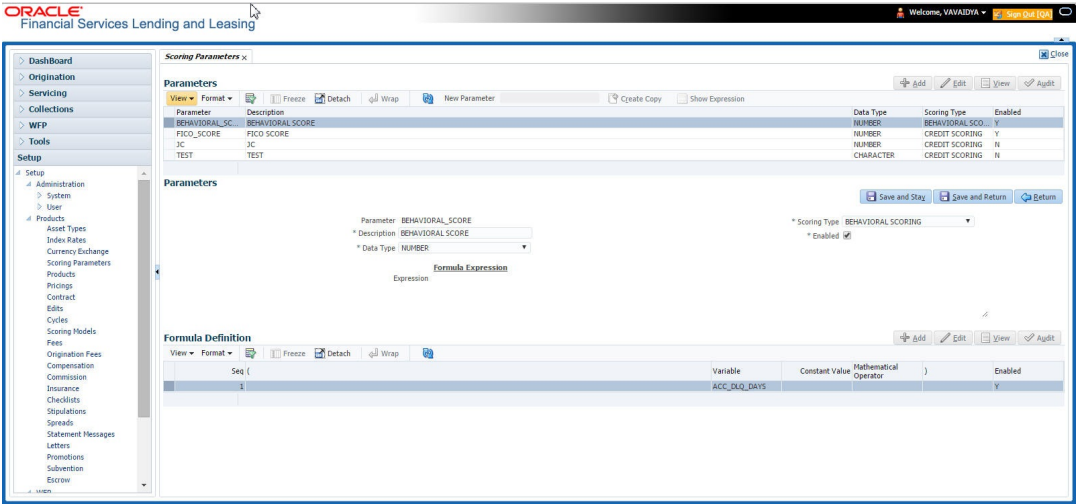 ORACLE
Financial Services Lending and Leasing
Welcome, VAVAIDYA
Sign Out [QA]
DashBoard
Origination
Servicing
Collections
WFP
Tools
Setup
Setup
Administration
System
User
Products
Asset Types
Index Rates
Currency Exchange
Scoring Parameters
Products
Pricings
Contract
Edits
Cycles
Scoring Models
Fees
Origination Fees
Compensation
Commission
Insurance
Checklists
Stipulations
Spreads
Statement Messages
Letters
Promotions
Subvention
Escrow
WFP
Scoring Parameters x
Close
Parameters
Add Edit View Audit
View Format Freeze Detach Wrap New Parameter Create Copy Show Expression
Parameter Description Data Type Scoring Type Enabled
BEHAVIORAL_SC... BEHAVIORAL SCORE NUMBER BEHAVIORAL SCO... Y
FICO_SCORE FICO SCORE NUMBER CREDIT SCORING Y
JC JC NUMBER CREDIT SCORING N
TEST TEST CHARACTER CREDIT SCORING N
Parameters
Save and Stay Save and Return Return
Parameter BEHAVIORAL_SCORE
* Scoring Type BEHAVIORAL SCORING
* Description BEHAVIORAL SCORE
* Enabled
* Data Type NUMBER
Formula Expression
Expression
Formula Definition
Add Edit View Audit
View Format Freeze Detach Wrap
Seq ( Variable Constant Value Mathematical Operator ) Enabled
1 ACC_DLQ_DAYS Y